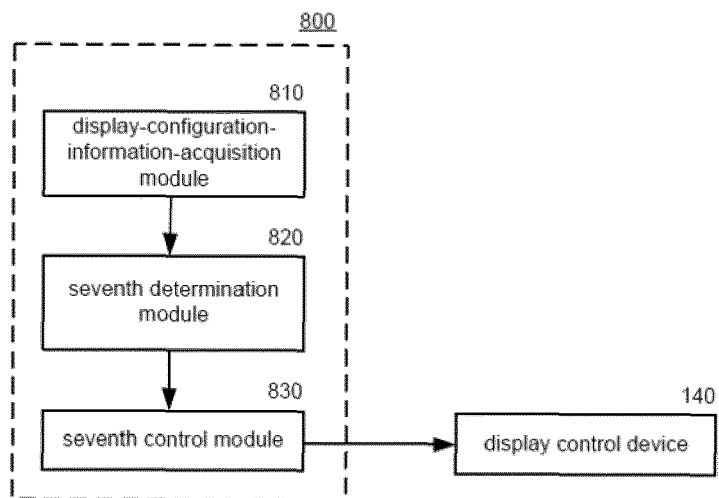 800
810
display-configuration-
information-acquisition
module
820
seventh determination
module
830
seventh control module
140
display control device